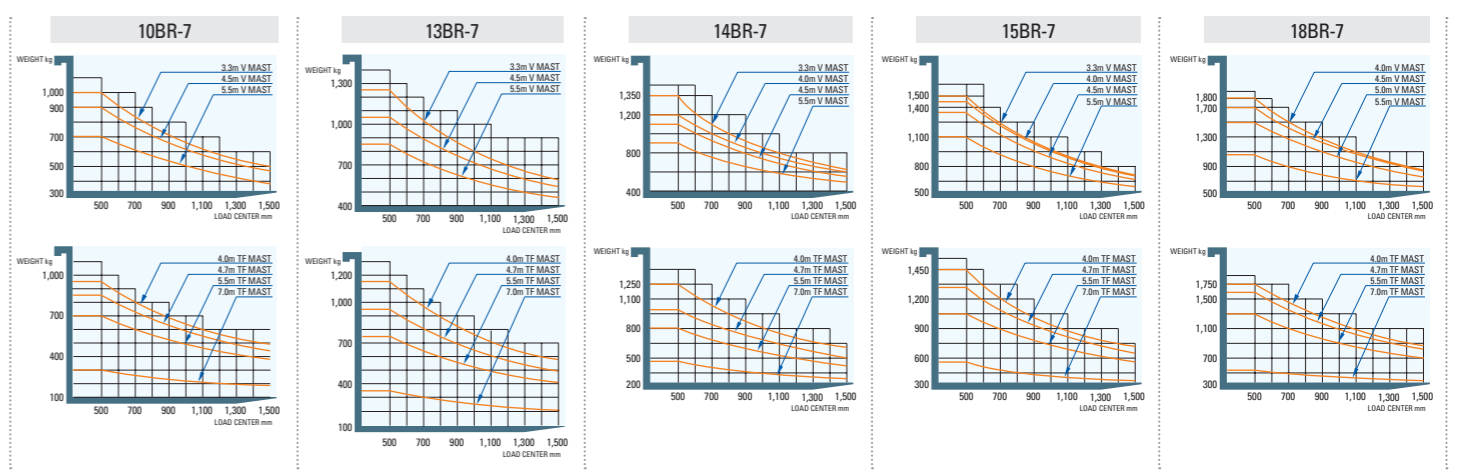 10BR-7
WEIGHT kg
3.3m V MAST
4.5m V MAST
5.5m V MAST
1,000
900
700
500
300
500 700 900 1,100 1,300 1,500
LOAD CENTER mm
WEIGHT kg
4.0m TF MAST
4.7m TF MAST
5.5m TF MAST
7.0m TF MAST
1,000
700
400
100
500 700 900 1,100 1,300 1,500
LOAD CENTER mm
13BR-7
WEIGHT kg
3.3m V MAST
4.5m V MAST
5.5m V MAST
1,300
1,000
700
400
500 700 900 1,100 1,300 1,500
LOAD CENTER mm
WEIGHT kg
4.0m TF MAST
4.7m TF MAST
5.5m TF MAST
7.0m TF MAST
1,200
1,000
700
400
100
500 700 900 1,100 1,300 1,500
LOAD CENTER mm
14BR-7
WEIGHT kg
3.3m V MAST
4.0m V MAST
4.5m V MAST
5.5m V MAST
1,350
1,200
800
400
500 700 900 1,100 1,300 1,500
LOAD CENTER mm
WEIGHT kg
4.0m TF MAST
4.7m TF MAST
5.5m TF MAST
7.0m TF MAST
1,250
1,100
800
500
200
500 700 900 1,100 1,300 1,500
LOAD CENTER mm
15BR-7
WEIGHT kg
3.3m V MAST
4.0m V MAST
4.5m V MAST
5.5m V MAST
1,500
1,400
1,100
800
500
500 700 900 1,100 1,300 1,500
LOAD CENTER mm
WEIGHT kg
4.0m TF MAST
4.7m TF MAST
5.5m TF MAST
7.0m TF MAST
1,450
1,200
900
600
300
500 700 900 1,100 1,300 1,500
LOAD CENTER mm
18BR-7
WEIGHT kg
4.0m V MAST
4.5m V MAST
5.0m V MAST
5.5m V MAST
1,800
1,700
1,300
900
500
500 700 900 1,100 1,300 1,500
LOAD CENTER mm
WEIGHT kg
4.0m TF MAST
4.7m TF MAST
5.5m TF MAST
7.0m TF MAST
1,750
1,500
1,100
700
300
500 700 900 1,100 1,300 1,500
LOAD CENTER mm